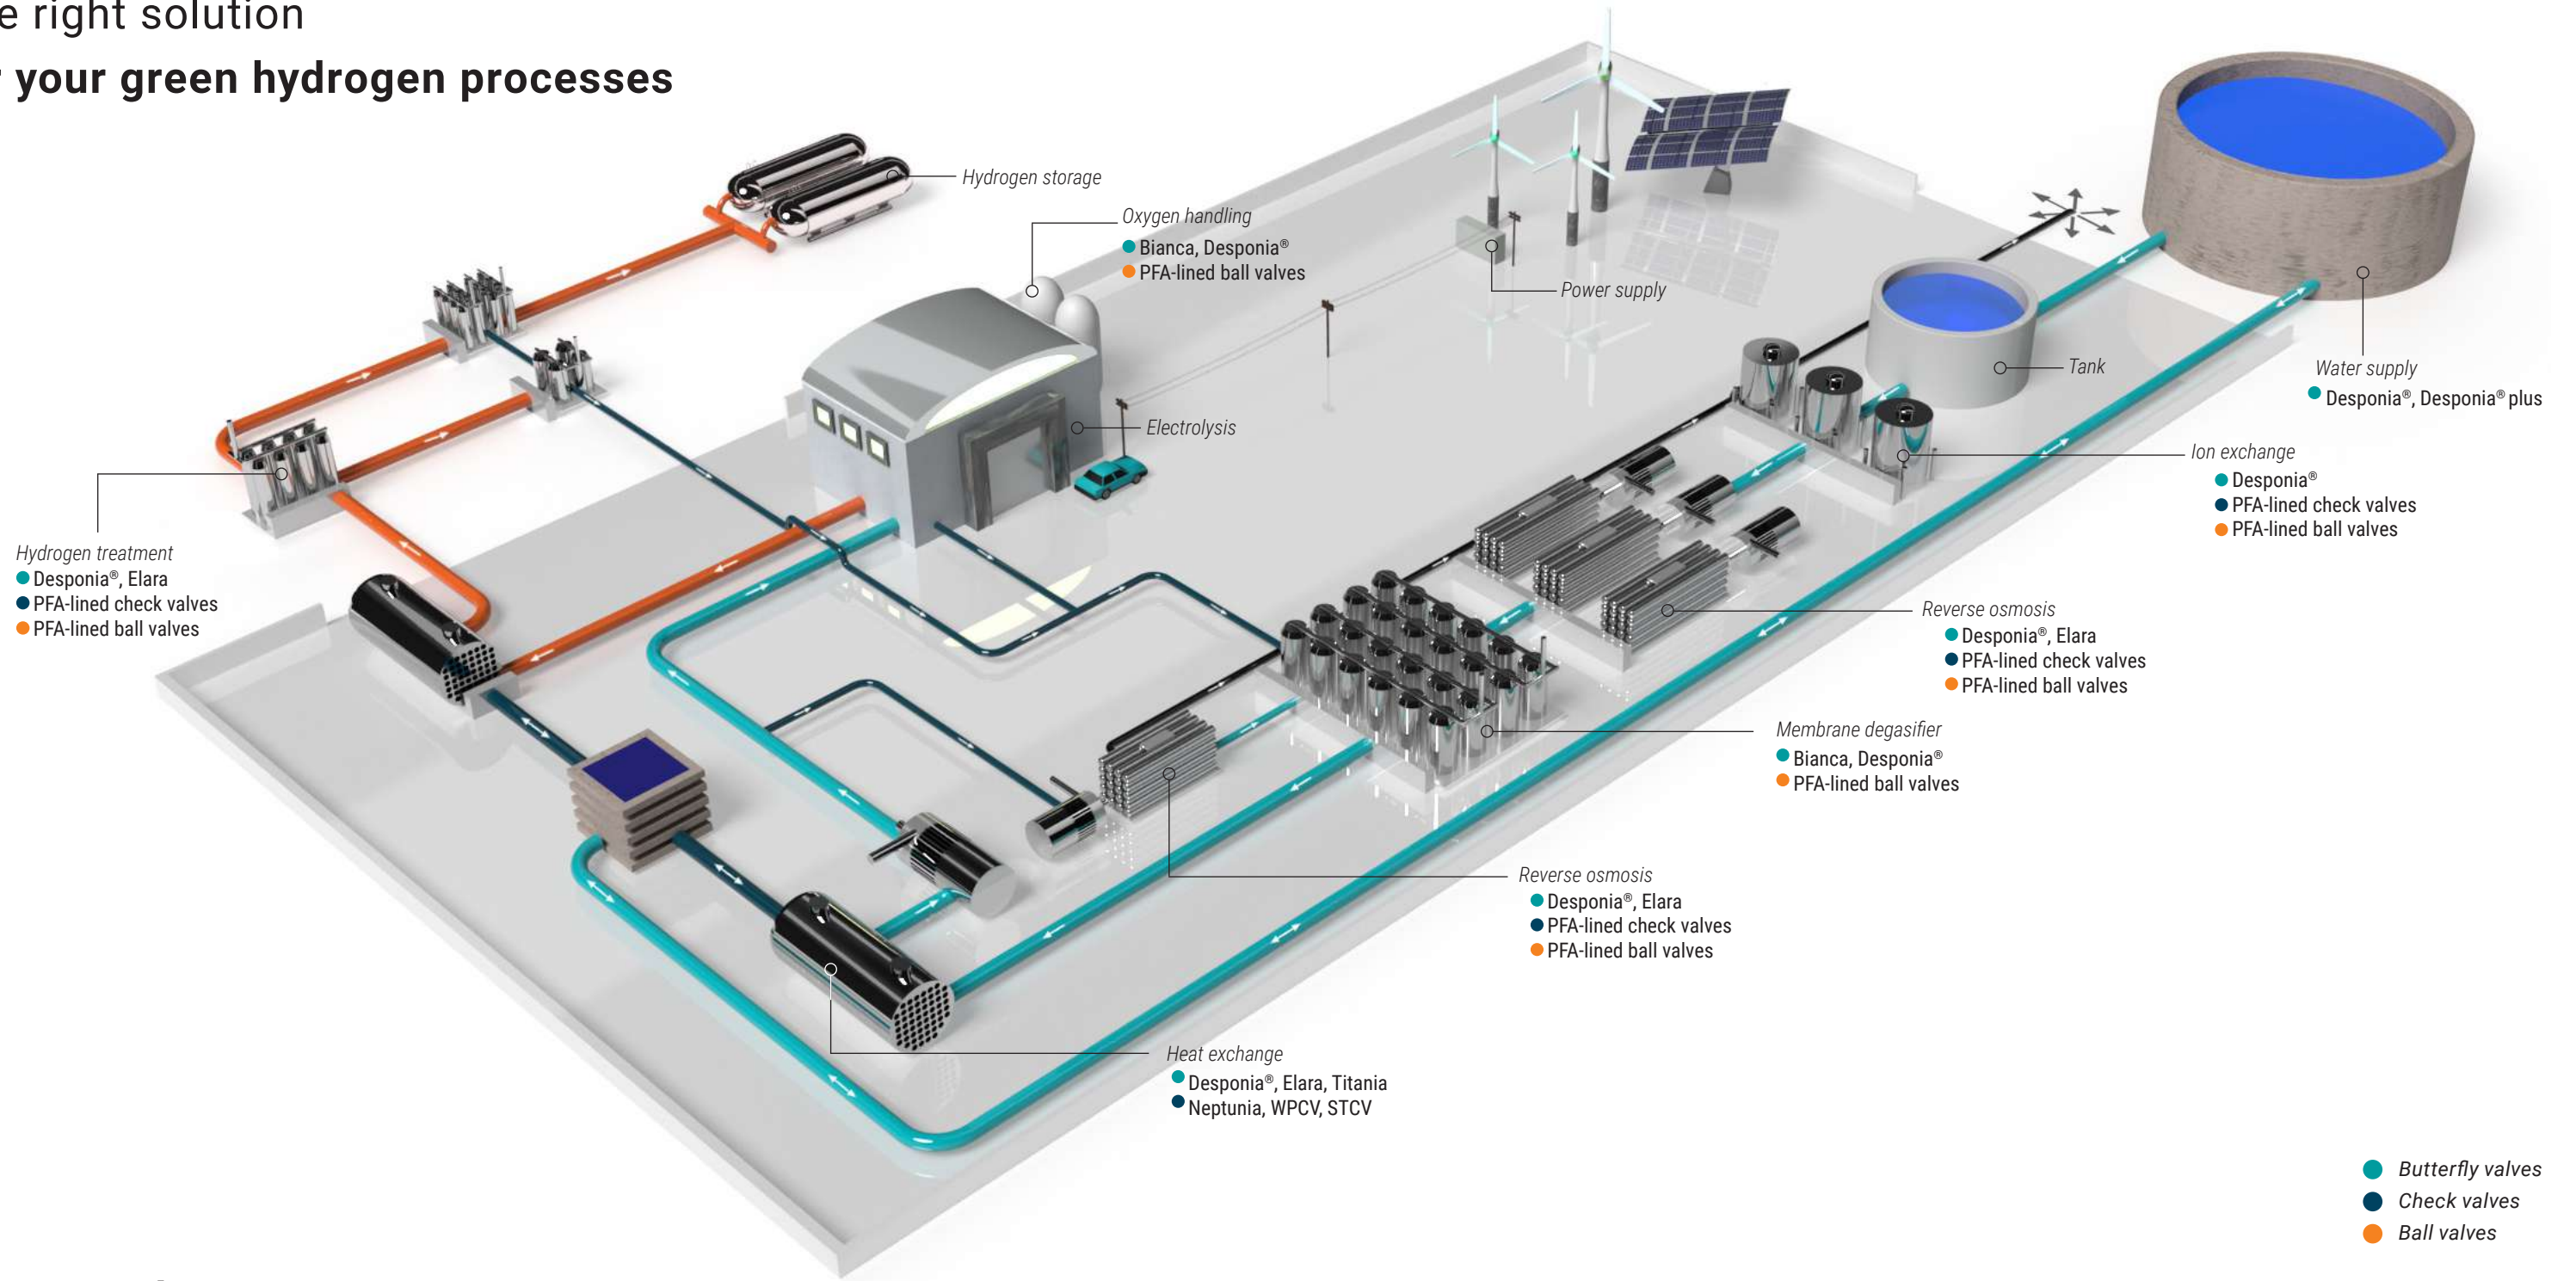 e right solution
r your green hydrogen processes
Hydrogen storage
Oxygen handling
Bianca, Desponia®
PFA-lined ball valves
Power supply
Tank
Water supply
Desponia®, Desponia® plus
Electrolysis
Ion exchange
Desponia®
PFA-lined check valves
PFA-lined ball valves
Hydrogen treatment
Desponia®, Elara
PFA-lined check valves
PFA-lined ball valves
Reverse osmosis
Desponia®, Elara
PFA-lined check valves
PFA-lined ball valves
Membrane degasifier
Bianca, Desponia®
PFA-lined ball valves
Reverse osmosis
Desponia®, Elara
PFA-lined check valves
PFA-lined ball valves
Heat exchange
Desponia®, Elara, Titania
Neptunia, WPCV, STCV
Butterfly valves
Check valves
Ball valves